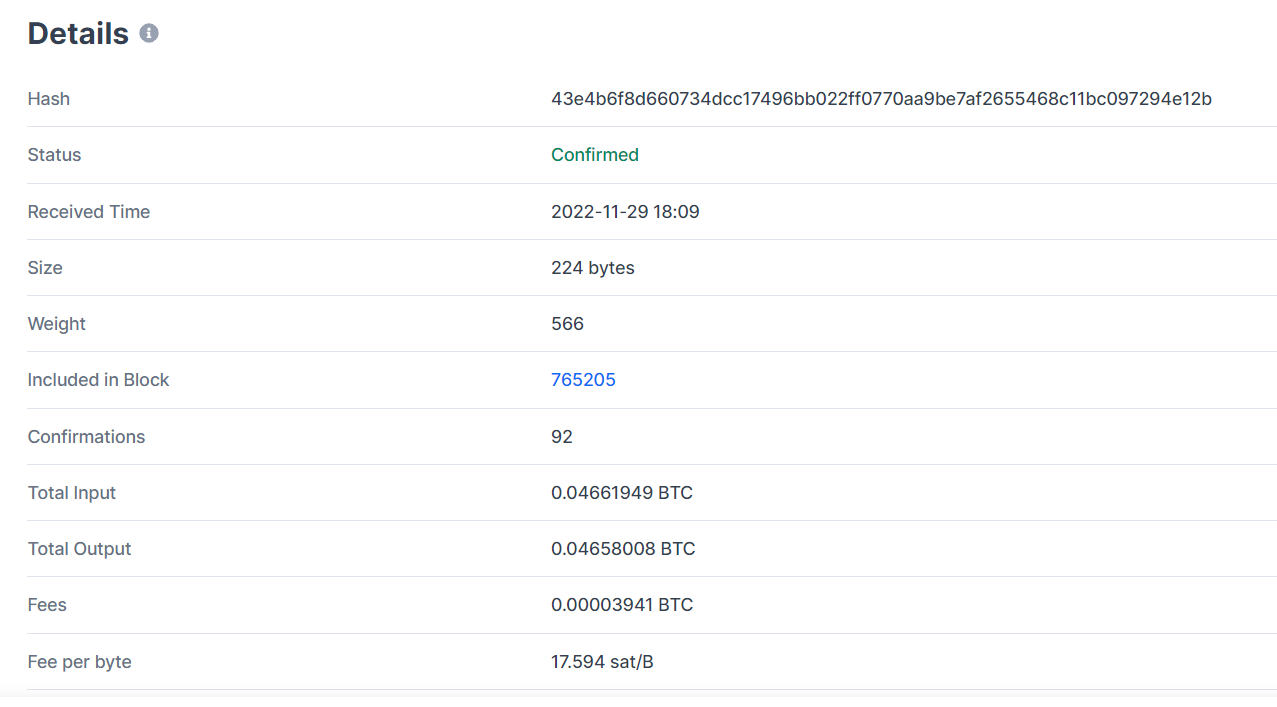 Details
Hash 43e4b6f8d660734dcc17496bb022ff0770aa9be7af2655468c11bc097294e12b
Status Confirmed
Received Time 2022-11-29 18:09
Size 224 bytes
Weight 566
Included in Block 765205
Confirmations 92
Total Input 0.04661949 BTC
Total Output 0.04658008 BTC
Fees 0.00003941 BTC
Fee per byte 17.594 sat/B